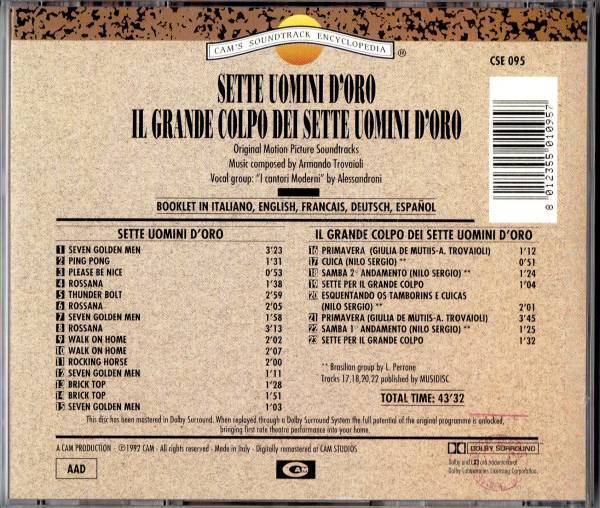 CAM'S SOUNDTRACK ENCYCLOPEDIA ®
CSE 095
SETTE UOMINI D'ORO
IL GRANDE COLPO DEI SETTE UOMINI D'ORO
Original Motion Picture Soundtracks
Music composed by Armando Trovaioli
Vocal group: "I cantori Moderni" by Alessandroni
8 012355 010957
BOOKLET IN ITALIANO, ENGLISH, FRANCAIS, DEUTSCH, ESPAÑOL
SETTE UOMINI D'ORO
1 SEVEN GOLDEN MEN 3'23
2 PING PONG 1'31
3 PLEASE BE NICE 0'53
4 ROSSANA 1'38
5 THUNDER BOLT 2'59
6 ROSSANA 2'05
7 SEVEN GOLDEN MEN 1'58
8 ROSSANA 3'13
9 WALK ON HOME 2'02
10 WALK ON HOME 2'07
11 ROCKING HORSE 2'00
12 SEVEN GOLDEN MEN 1'11
13 BRICK TOP 1'28
14 BRICK TOP 1'51
15 SEVEN GOLDEN MEN 1'03
IL GRANDE COLPO DEI SETTE UOMINI D'ORO
16 PRIMAVERA (GIULIA DE MUTIIS-A. TROVAIOLI) 1'12
17 CUICA (NILO SERGIO) ** 0'51
18 SAMBA 2° ANDAMENTO (NILO SERGIO) ** 1'24
19 SETTE PER IL GRANDE COLPO 1'04
20 ESQUENTANDO OS TAMBORINS E CUICAS
(NILO SERGIO) ** 2'01
21 PRIMAVERA (GIULIA DE MUTIIS-A. TROVAIOLI) 3'45
22 SAMBA 1° ANDAMENTO (NILO SERGIO) ** 1'25
23 SETTE PER IL GRANDE COLPO 1'32
** Brasilian group by L. Perrone
Tracks 17,18,20,22 published by MUSIDISC
TOTAL TIME: 43'32
This disc has been mastered in Dolby Surround. When replayed through a Dolby Surround System the full potential of the original programme is unlocked,
bringing first rate theatre performance into your home.
A CAM PRODUCTION - ℗1992 CAM - All rights reserved - Made in Italy - Digitally remastered at CAM STUDIOS
AAD
CAM
DOLBY SURROUND
Dolby and DD are trademarks of
Dolby Laboratories Licensing Corporation.